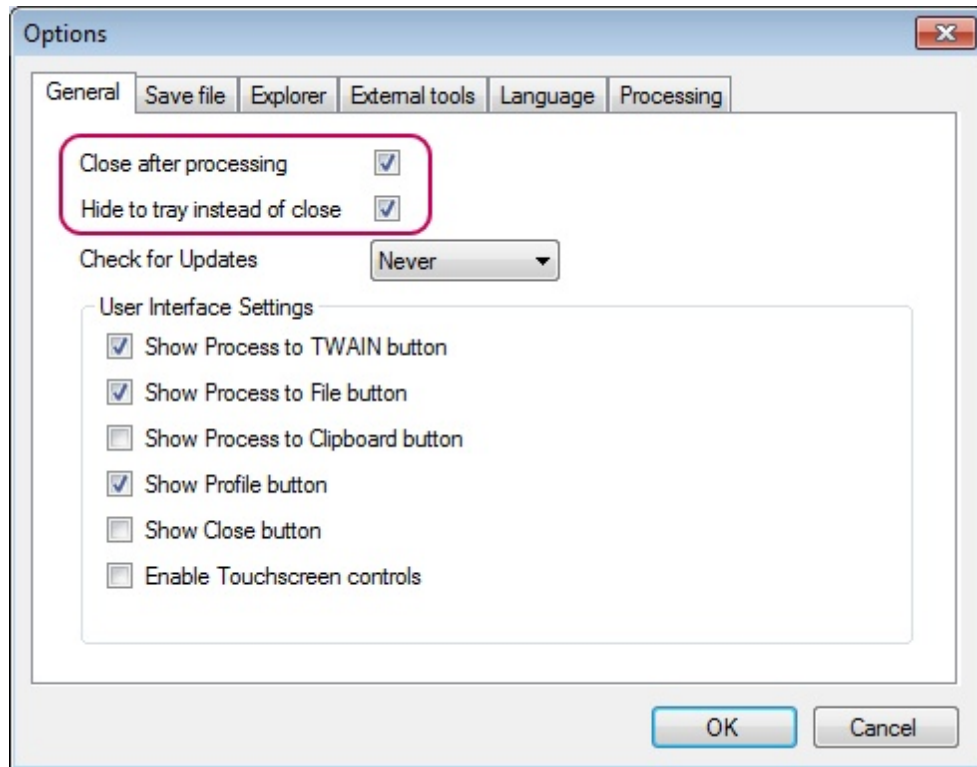 Options
General Save file Explorer External tools Language Processing
Close after processing
Hide to tray instead of close
Check for Updates Never
User Interface Settings
Show Process to TWAIN button
Show Process to File button
Show Process to Clipboard button
Show Profile button
Show Close button
Enable Touchscreen controls
OK Cancel